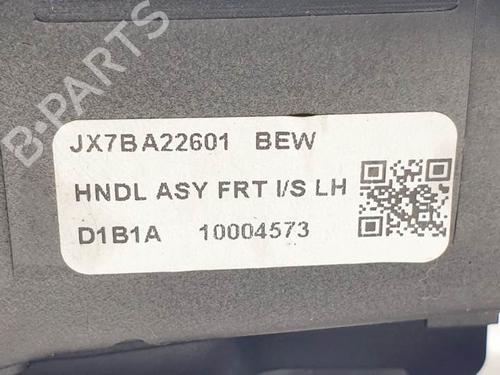 B-PARTS
JX7BA22601 BEW
HNDL ASY FRT I/S LH
D1B1A 10004573